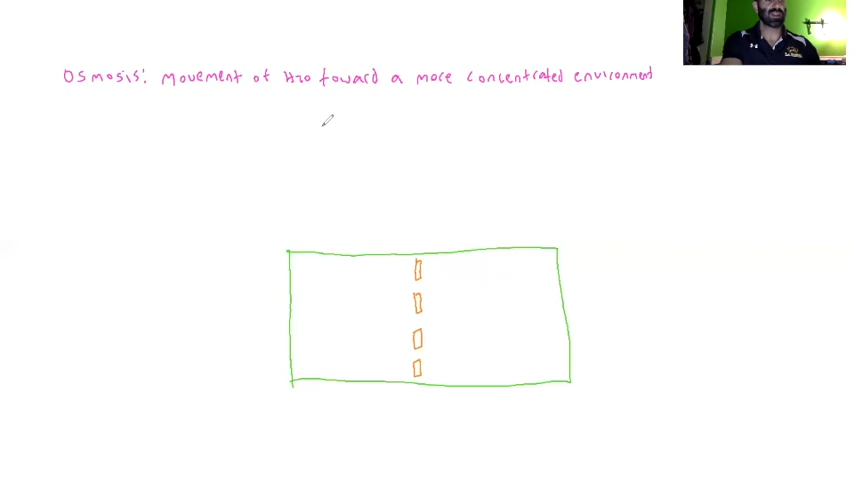 Osmosis: Movement of H2O toward a more concentrated environment